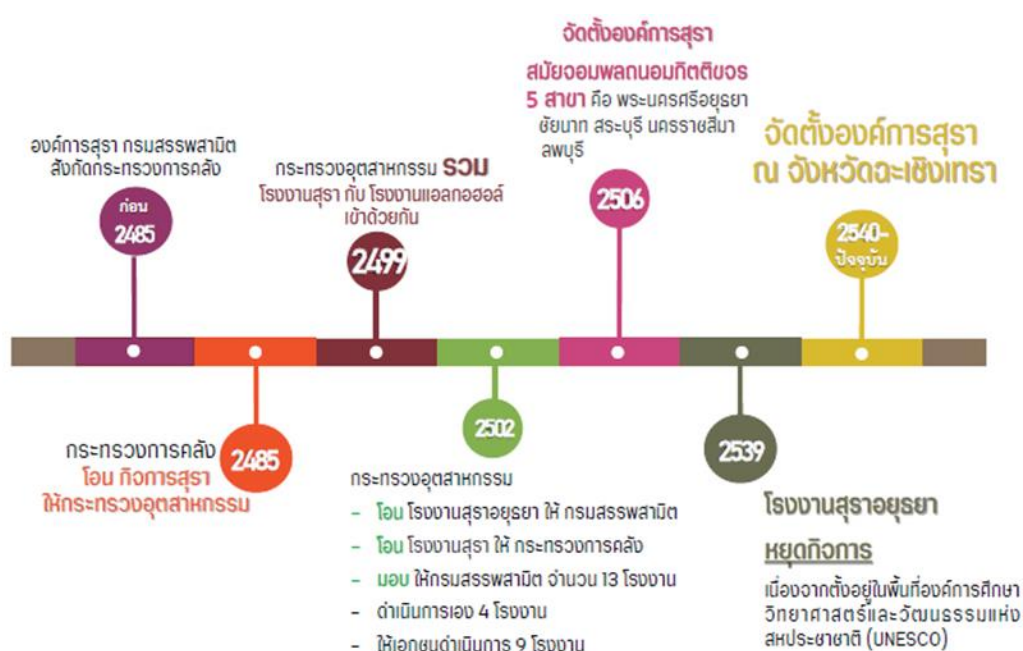 องค์การสุรา กรมสรรพสามิต
สังกัดกระทรวงการคลัง
ก่อน
2485
กระทรวงการคลัง
โอน กิจการสุรา
ให้กระทรวงอุตสาหกรรม
2485
กระทรวงอุตสาหกรรม รวม
โรงงานสุรา กับ โรงงานแอลกอฮอล์
เข้าด้วยกัน
2499
2502
กระทรวงอุตสาหกรรม
- โอน โรงงานสุราอยุธยา ให้ กรมสรรพสามิต
- โอน โรงงานสุรา ให้ กระทรวงการคลัง
- มอบ ให้กรมสรรพสามิต จำนวน 13 โรงงาน
- ดำเนินการเอง 4 โรงงาน
- ให้เอกชนดำเนินการ 9 โรงงาน
จัดตั้งองค์การสุรา
สมัยจอมพลถนอมกิตติขจร
5 สาขา คือ พระนครศรีอยุธยา
ชัยนาท สระบุรี นครราชสีมา
ลพบุรี
2506
2539
โรงงานสุราอยุธยา
หยุดกิจการ
เนื่องจากตั้งอยู่ในพื้นที่องค์การศึกษา
วิทยาศาสตร์และวัฒนธรรมแห่ง
สหประชาชาติ (UNESCO)
จัดตั้งองค์การสุรา
ณ จังหวัดฉะเชิงเทรา
2540-
ปัจจุบัน